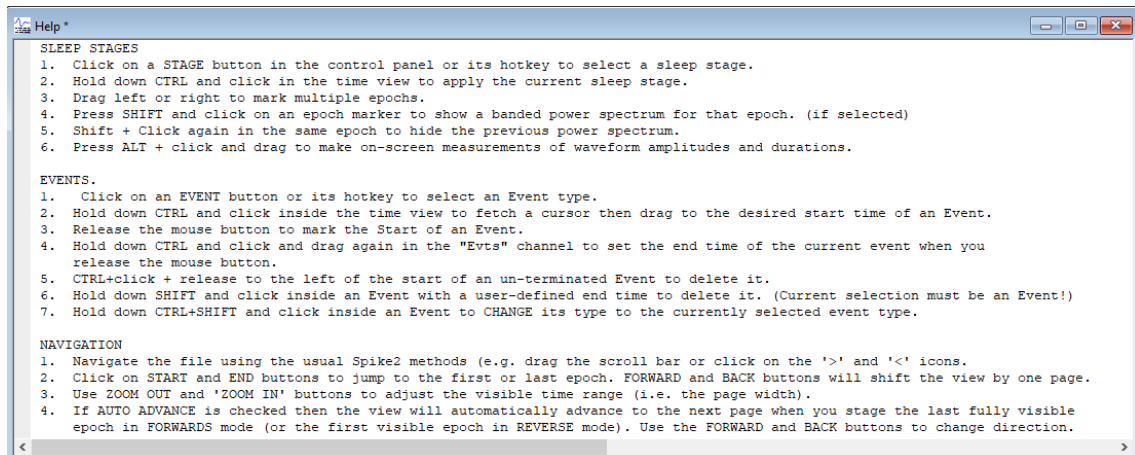 Help *
SLEEP STAGES
1. Click on a STAGE button in the control panel or its hotkey to select a sleep stage.
2. Hold down CTRL and click in the time view to apply the current sleep stage.
3. Drag left or right to mark multiple epochs.
4. Press SHIFT and click on an epoch marker to show a banded power spectrum for that epoch. (if selected)
5. Shift + Click again in the same epoch to hide the previous power spectrum.
6. Press ALT + click and drag to make on-screen measurements of waveform amplitudes and durations.
EVENTS.
1. Click on an EVENT button or its hotkey to select an Event type.
2. Hold down CTRL and click inside the time view to fetch a cursor then drag to the desired start time of an Event.
3. Release the mouse button to mark the Start of an Event.
4. Hold down CTRL and click and drag again in the "Evts" channel to set the end time of the current event when you
release the mouse button.
5. CTRL+click + release to the left of the start of an un-terminated Event to delete it.
6. Hold down SHIFT and click inside an Event with a user-defined end time to delete it. (Current selection must be an Event!)
7. Hold down CTRL+SHIFT and click inside an Event to CHANGE its type to the currently selected event type.
NAVIGATION
1. Navigate the file using the usual Spike2 methods (e.g. drag the scroll bar or click on the '>' and '<' icons.
2. Click on START and END buttons to jump to the first or last epoch. FORWARD and BACK buttons will shift the view by one page.
3. Use ZOOM OUT and 'ZOOM IN' buttons to adjust the visible time range (i.e. the page width).
4. If AUTO ADVANCE is checked then the view will automatically advance to the next page when you stage the last fully visible
epoch in FORWARDS mode (or the first visible epoch in REVERSE mode). Use the FORWARD and BACK buttons to change direction.